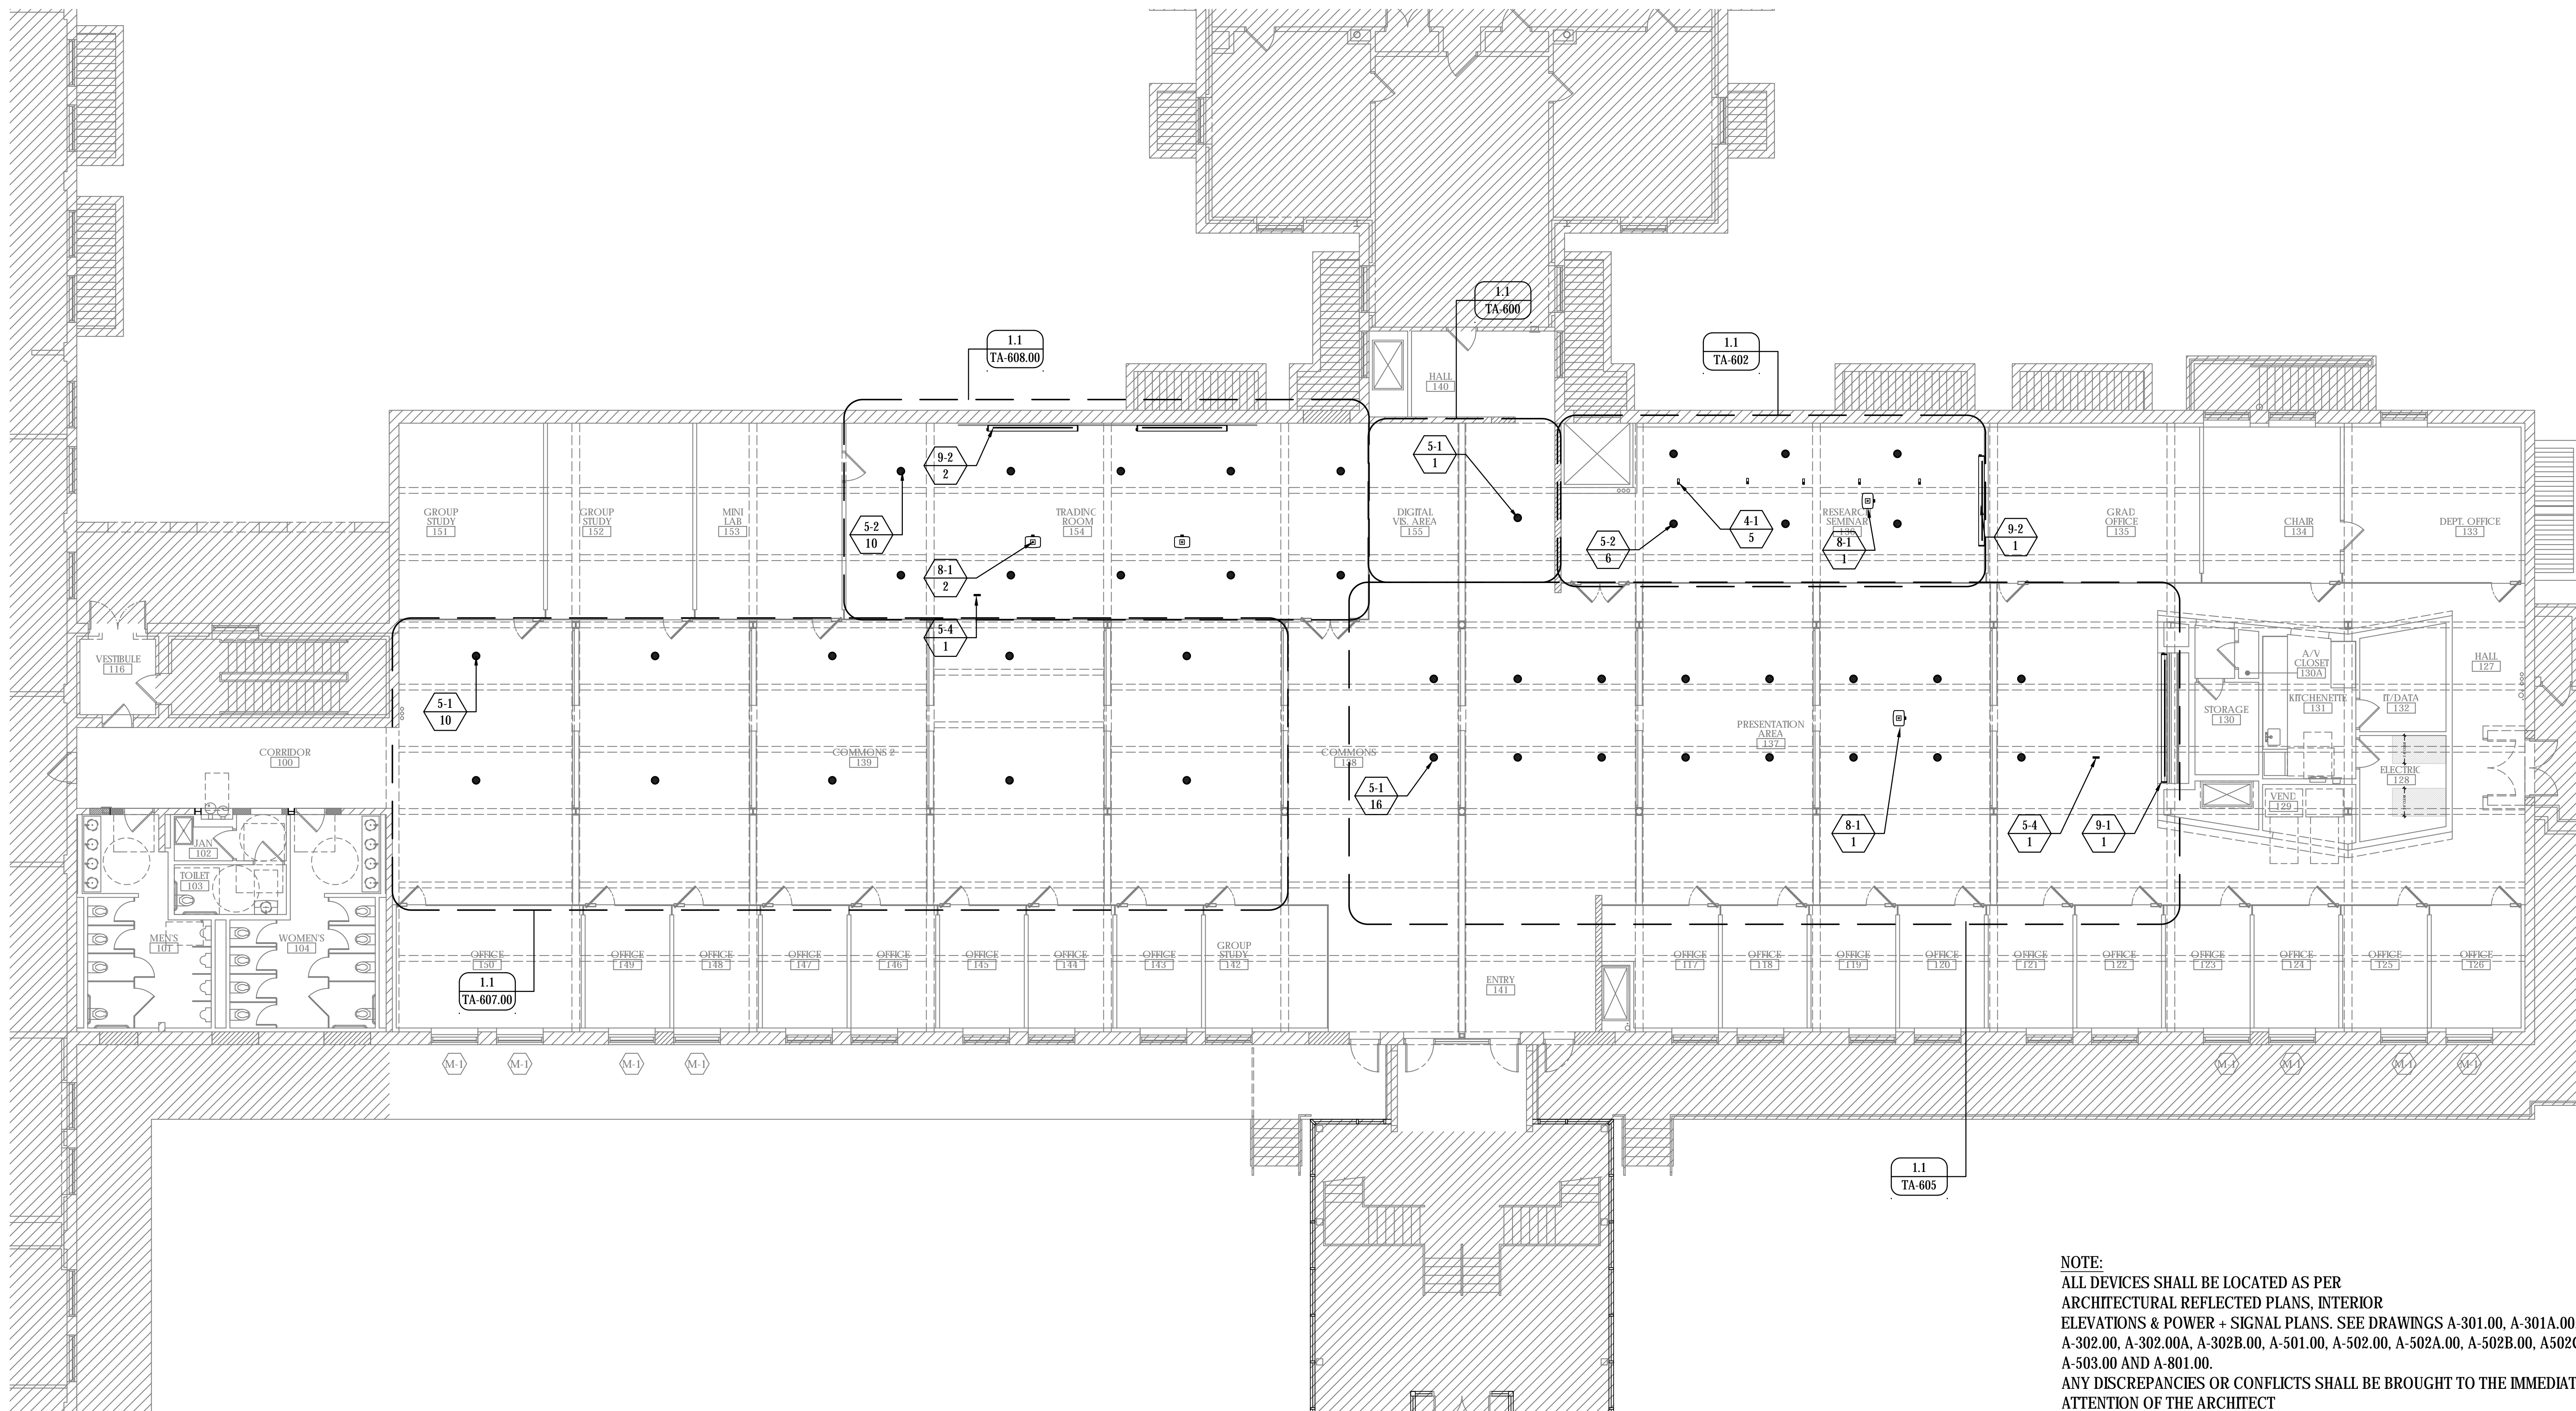 1.1
TA-600
1.1
TA-608.00
1.1
TA-602
HALL
140
9-2
2
5-1
1
GROUP
STUDY
151
GROUP
STUDY
152
MINI
LAB
153
5-2
10
TRADING
ROOM
154
DIGITAL
VIS. AREA
155
5-2
6
4-1
5
RESEARCH
SEMINAR
136
8-1
1
9-2
1
GRAD
OFFICE
135
CHAIR
134
DEPT. OFFICE
133
8-1
2
5-4
1
VESTIBULE
116
A/V
CLOSET
130A
HALL
127
5-1
10
STORAGE
130
KITCHENETTE
131
IT/DATA
132
CORRIDOR
100
COMMONS 2
139
COMMONS
138
PRESENTATION
AREA
137
5-1
16
ELECTRIC
128
VEND
129
8-1
1
5-4
1
9-1
1
JAN
102
TOILET
103
MEN'S
101
WOMEN'S
104
OFFICE
150
OFFICE
149
OFFICE
148
OFFICE
147
OFFICE
146
OFFICE
145
OFFICE
144
OFFICE
143
GROUP
STUDY
142
ENTRY
141
OFFICE
117
OFFICE
118
OFFICE
119
OFFICE
120
OFFICE
121
OFFICE
122
OFFICE
123
OFFICE
124
OFFICE
125
OFFICE
126
1.1
TA-607.00
M-1
M-1
M-1
M-1
M-1
M-1
M-1
M-1
1.1
TA-605
NOTE:
ALL DEVICES SHALL BE LOCATED AS PER
ARCHITECTURAL REFLECTED PLANS, INTERIOR
ELEVATIONS & POWER + SIGNAL PLANS. SEE DRAWINGS A-301.00, A-301A.00
A-302.00, A-302.00A, A-302B.00, A-501.00, A-502.00, A-502A.00, A-502B.00, A502C
A-503.00 AND A-801.00.
ANY DISCREPANCIES OR CONFLICTS SHALL BE BROUGHT TO THE IMMEDIAT
ATTENTION OF THE ARCHITECT